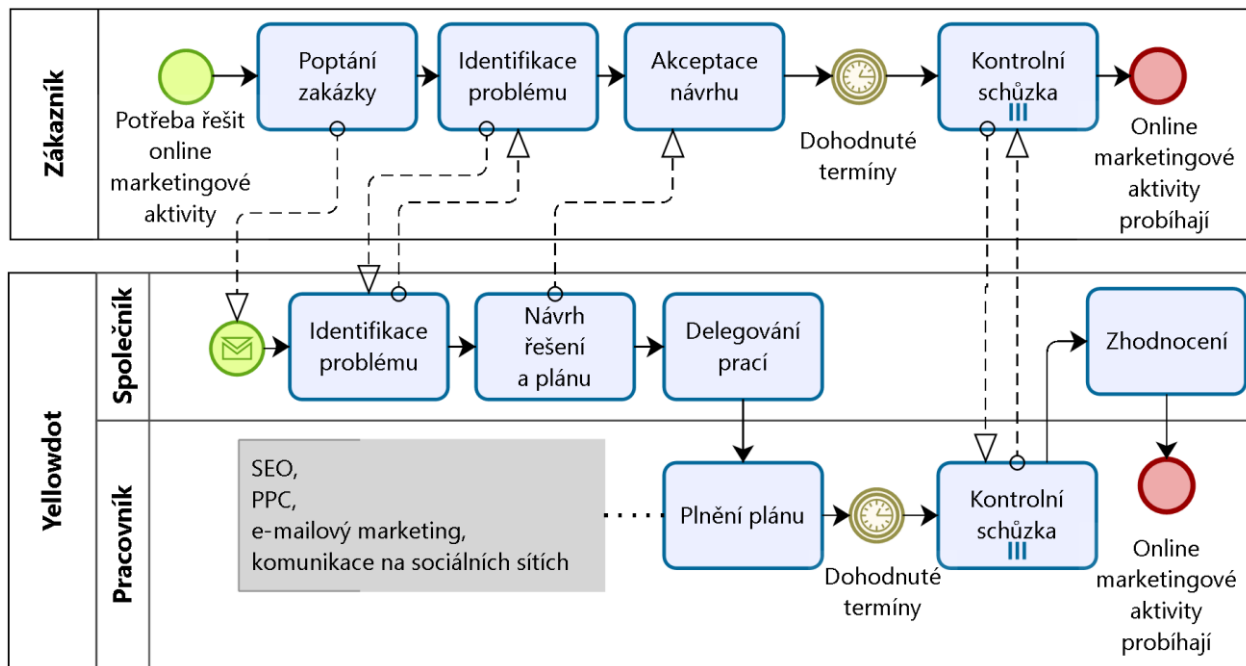 Zákazník
Potřeba řešit
online
marketingové
aktivity
Poptání
zakázky
Identifikace
problému
Akceptace
návrhu
Dohodnuté
termíny
Kontrolní
schůzka
Online
marketingové
aktivity
probíhají
Yellowdot
Společník
Identifikace
problému
Návrh
řešení
a plánu
Delegování
prací
Zhodnocení
Pracovník
SEO,
PPC,
e-mailový marketing,
komunikace na sociálních sítích
Plnění plánu
Dohodnuté
termíny
Kontrolní
schůzka
Online
marketingové
aktivity
probíhají